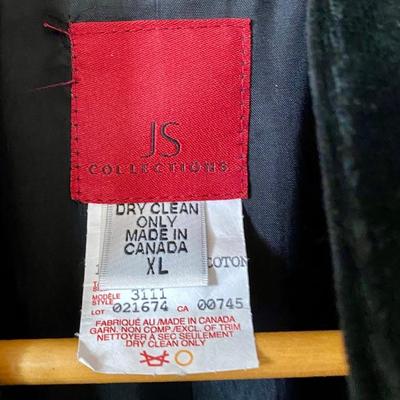 JS
COLLECTIONS
DRY CLEAN
ONLY
MADE IN
CANADA
XL
COTON
MODÈLE 3111
STYLE
LOT 021674 CA 00745
FABRIQUÉ AU/MADE IN CANADA
GARN. NON COMP./EXCL. OF TRIM
NETTOYER À SEC SEULEMENT
DRY CLEAN ONLY